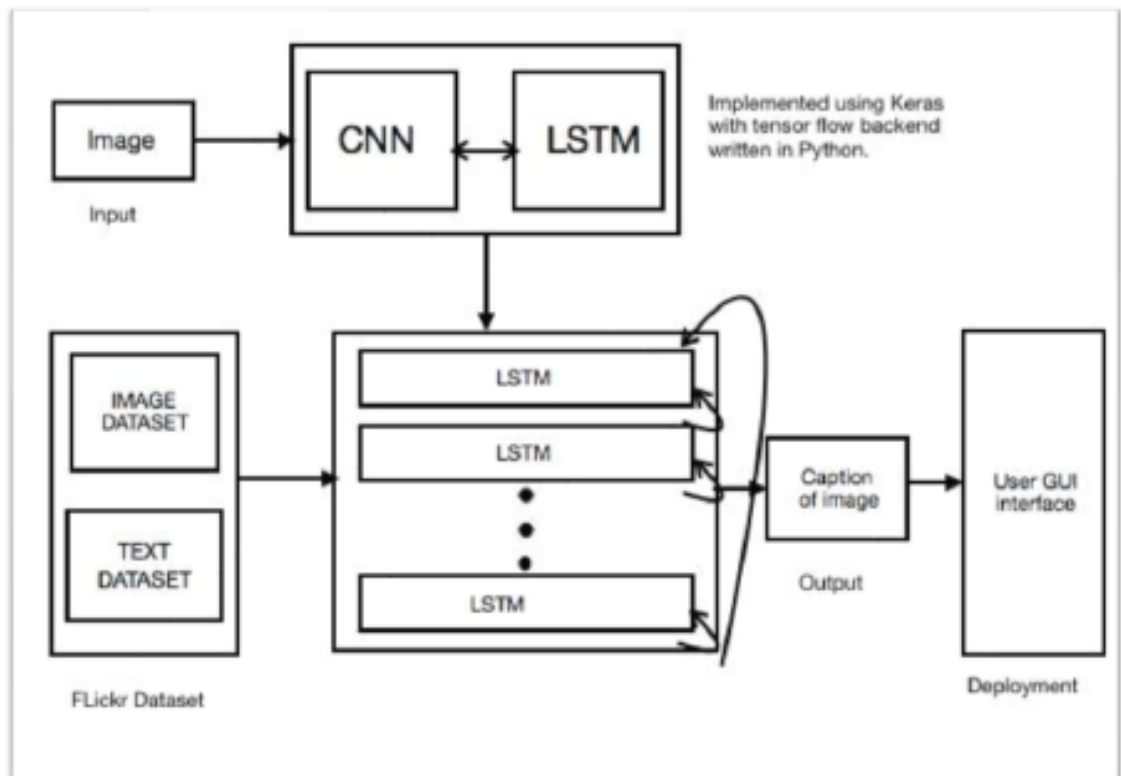 Image
Input
CNN
LSTM
Implemented using Keras
with tensor flow backend
written in Python.
IMAGE
DATASET
TEXT
DATASET
FLickr Dataset
LSTM
LSTM
LSTM
Caption
of image
Output
User GUI
interface
Deployment